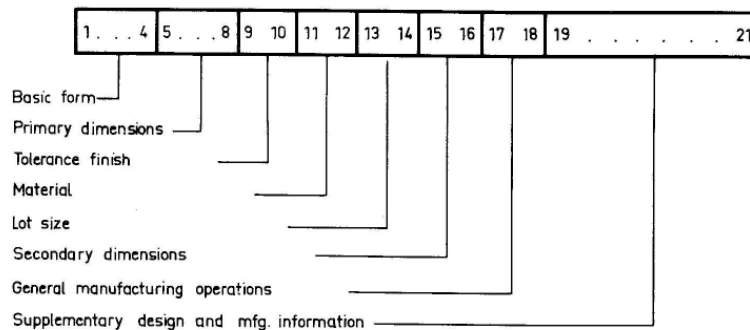 1 . . . 4 5 . . . 8 9 10 11 12 13 14 15 16 17 18 19 . . . . . . 21
Basic form
Primary dimensions
Tolerance finish
Material
Lot size
Secondary dimensions
General manufacturing operations
Supplementary design and mfg. information